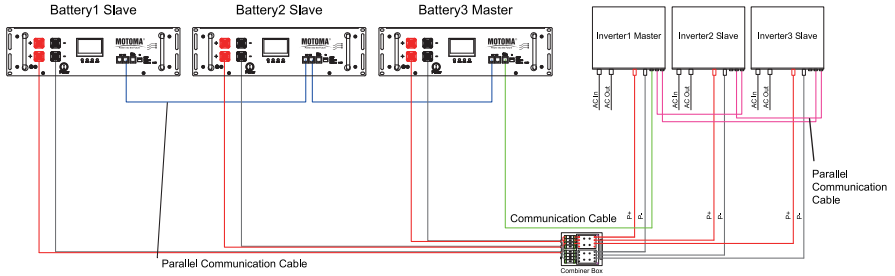 Battery1 Slave
Battery2 Slave
Battery3 Master
MOTOMA
MOTOMA
MOTOMA
Inverter1 Master
Inverter2 Slave
Inverter3 Slave
AC In
AC Out
AC In
AC Out
AC In
AC Out
Parallel
Communication
Cable
P+
P-
P+
P-
P+
P-
Communication Cable
Parallel Communication Cable
Combiner Box